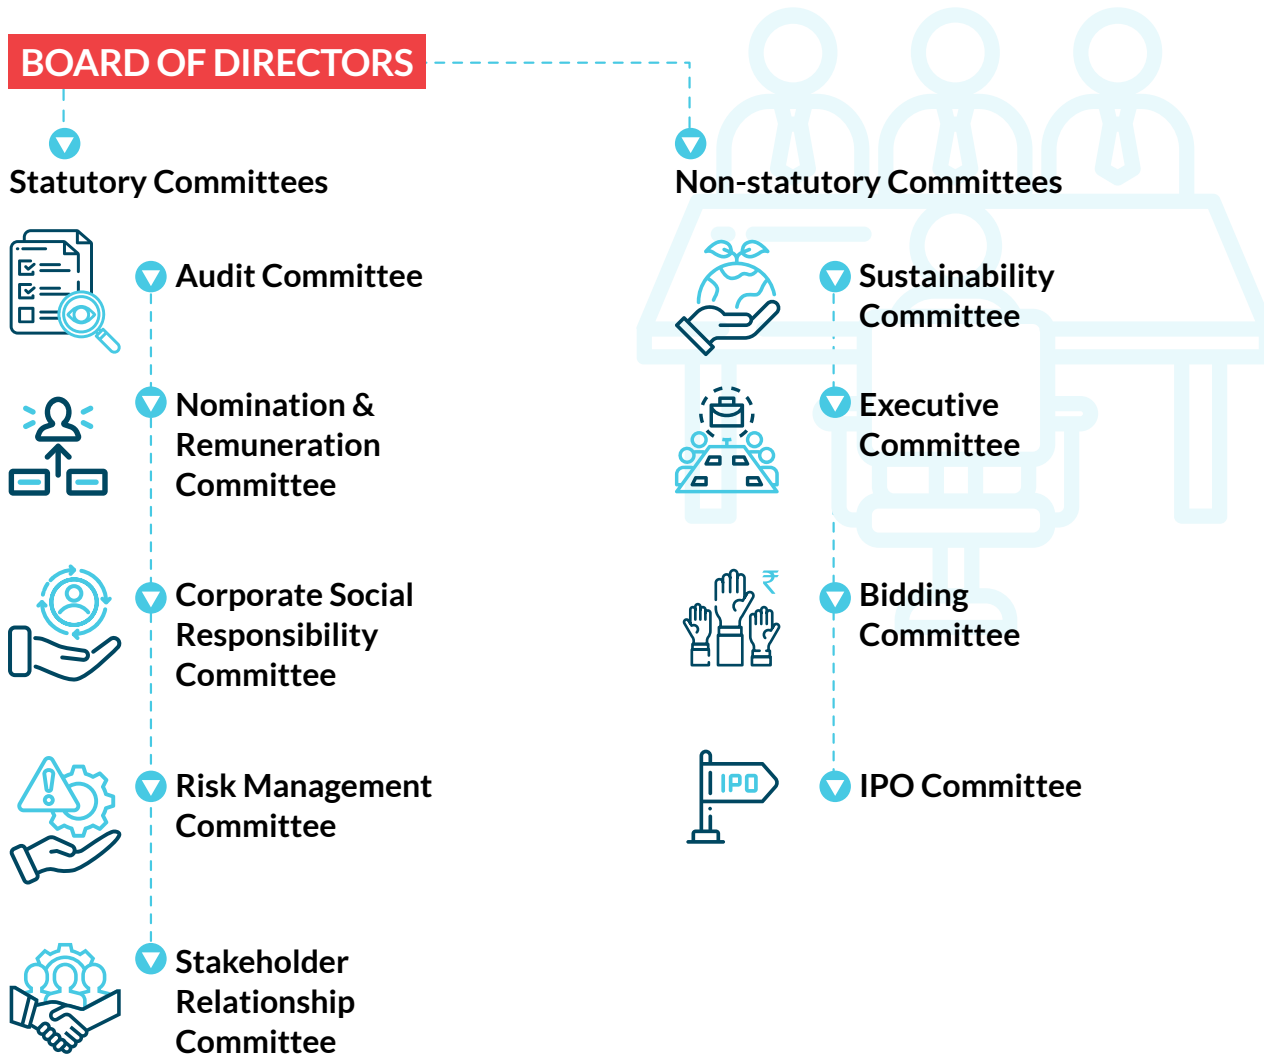 BOARD OF DIRECTORS
Statutory Committees
Audit Committee
Nomination &
Remuneration
Committee
Corporate Social
Responsibility
Committee
Risk Management
Committee
Stakeholder
Relationship
Committee
Non-statutory Committees
Sustainability
Committee
Executive
Committee
₹
Bidding
Committee
IPO
IPO Committee